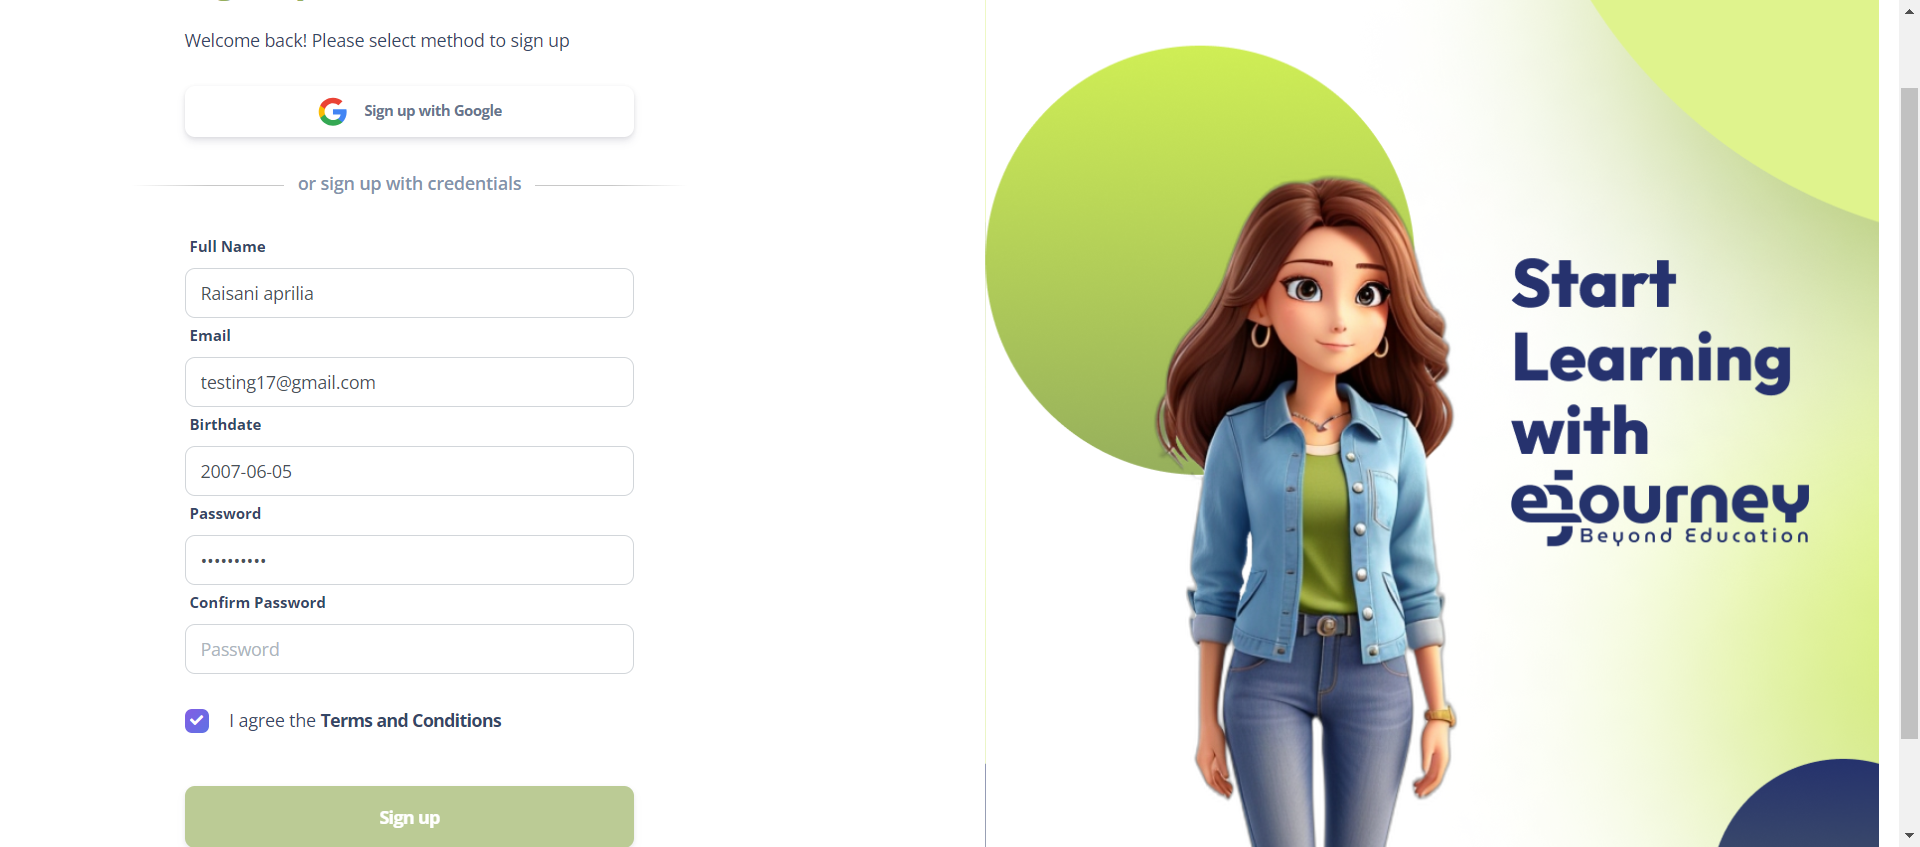 Welcome back! Please select method to sign up
Sign up with Google
or sign up with credentials
Full Name
Raisani aprilia
Email
testing17@gmail.com
Birthdate
2007-06-05
Password
••••••••••
Confirm Password
Password
I agree the Terms and Conditions
Sign up
Start
Learning
with
ejourney
Beyond Education